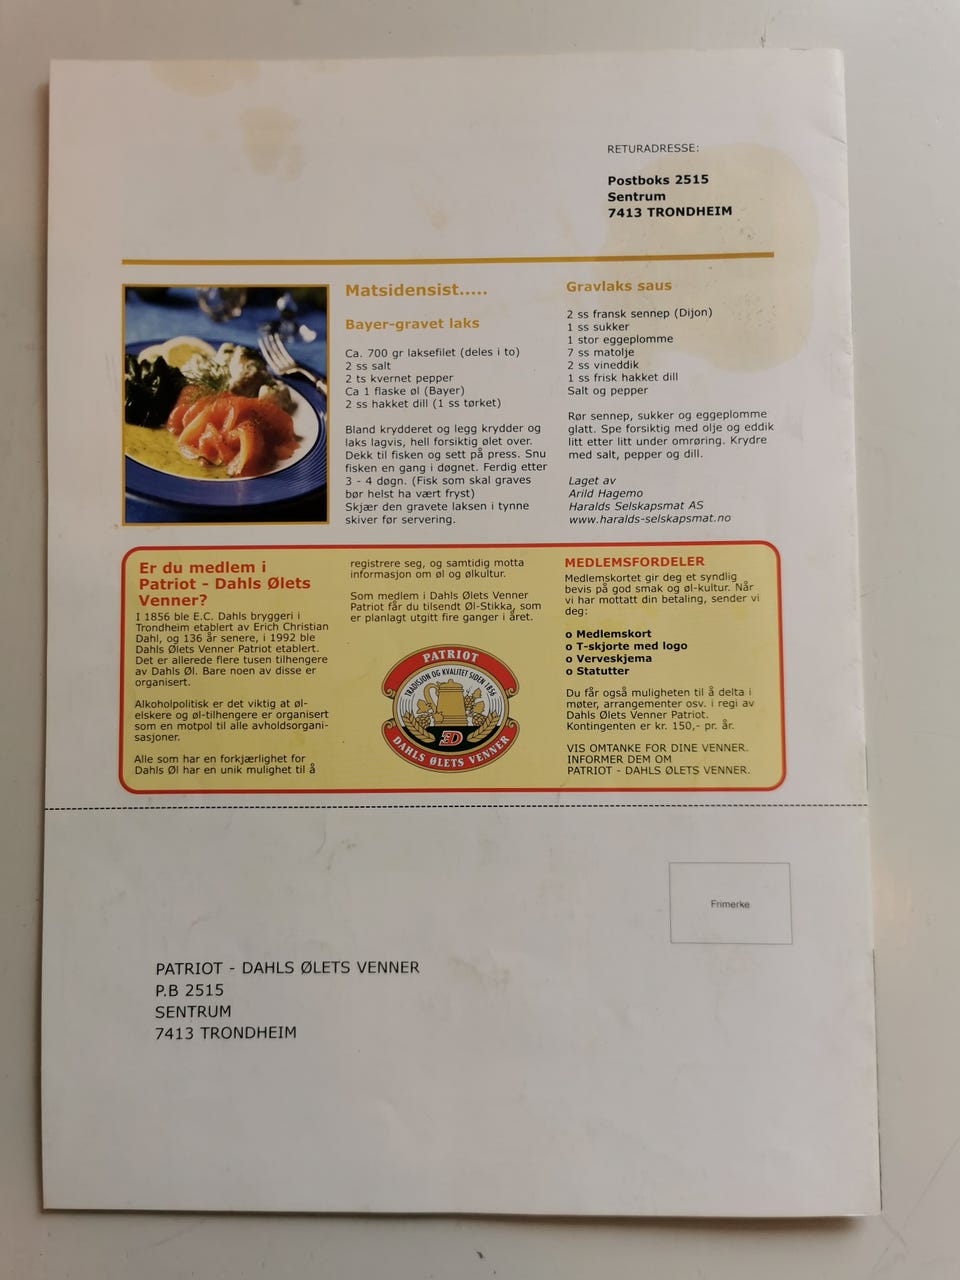 RETURADRESSE:
Postboks 2515
Sentrum
7413 TRONDHEIM
Matsidensist.....
Bayer-gravet laks
Ca. 700 gr laksefilet (deles i to)
2 ss salt
2 ts kvernet pepper
Ca 1 flaske øl (Bayer)
2 ss hakket dill (1 ss tørket)
Bland krydderet og legg krydder og
laks lagvis, hell forsiktig ølet over.
Dekk til fisken og sett på press. Snu
fisken en gang i døgnet. Ferdig etter
3 - 4 døgn. (Fisk som skal graves
bør helst ha vært fryst)
Skjær den gravete laksen i tynne
skiver før servering.
Gravlaks saus
2 ss fransk sennep (Dijon)
1 ss sukker
1 stor eggeplomme
7 ss matolje
2 ss vineddik
1 ss frisk hakket dill
Salt og pepper
Rør sennep, sukker og eggeplomme
glatt. Spe forsiktig med olje og eddik
litt etter litt under omrøring. Krydre
med salt, pepper og dill.
Laget av
Arild Hagemo
Haralds Selskapsmat AS
www.haralds-selskapsmat.no
Er du medlem i
Patriot - Dahls Ølets
Venner?
I 1856 ble E.C. Dahls bryggeri i
Trondheim etablert av Erich Christian
Dahl, og 136 år senere, i 1992 ble
Dahls Ølets Venner Patriot etablert.
Det er allerede flere tusen tilhengere
av Dahls Øl. Bare noen av disse er
organisert.
Alkoholpolitisk er det viktig at øl-
elskere og øl-tilhengere er organisert
som en motpol til alle avholdsorgani-
sasjoner.
Alle som har en forkjærlighet for
Dahls Øl har en unik mulighet til å
registrere seg, og samtidig motta
informasjon om øl og ølkultur.
Som medlem i Dahls Ølets Venner
Patriot får du tilsendt Øl-Stikka, som
er planlagt utgitt fire ganger i året.
PATRIOT
TRADISJON OG KVALITET SIDEN 1856
ED
DAHLS ØLETS VENNER
MEDLEMSFORDELER
Medlemskortet gir deg et syndlig
bevis på god smak og øl-kultur. Når
vi har mottatt din betaling, sender vi
deg:
o Medlemskort
o T-skjorte med logo
o Verveskjema
o Statutter
Du får også muligheten til å delta i
møter, arrangementer osv. i regi av
Dahls Ølets Venner Patriot.
Kontingenten er kr. 150,- pr. år.
VIS OMTANKE FOR DINE VENNER.
INFORMER DEM OM
PATRIOT - DAHLS ØLETS VENNER.
Frimerke
PATRIOT - DAHLS ØLETS VENNER
P.B 2515
SENTRUM
7413 TRONDHEIM